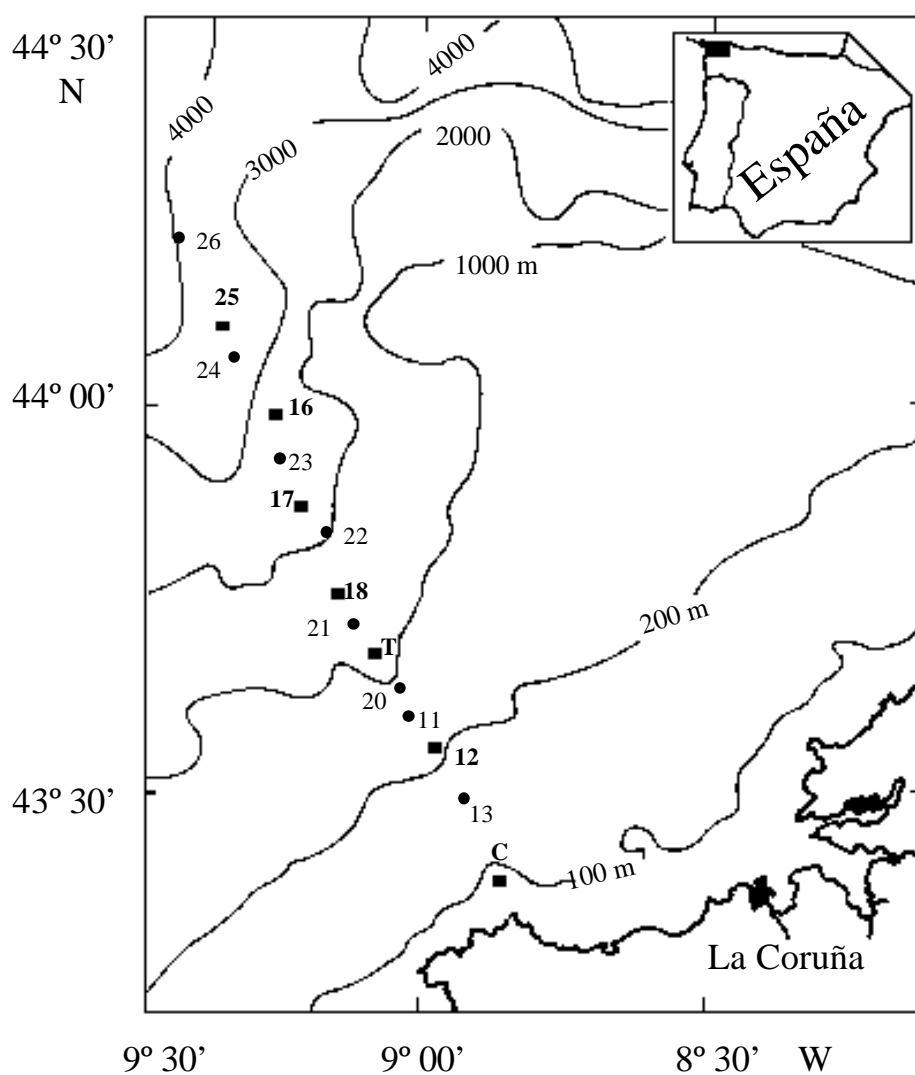 44º 30’
N
4000
4000
3000
2000
España
26
1000 m
25
24
44º 00’
16
23
17
22
18
200 m
21
T
20
11
12
43º 30’
13
C
100 m
La Coruña
9º 30’
9º 00’
8º 30’
W